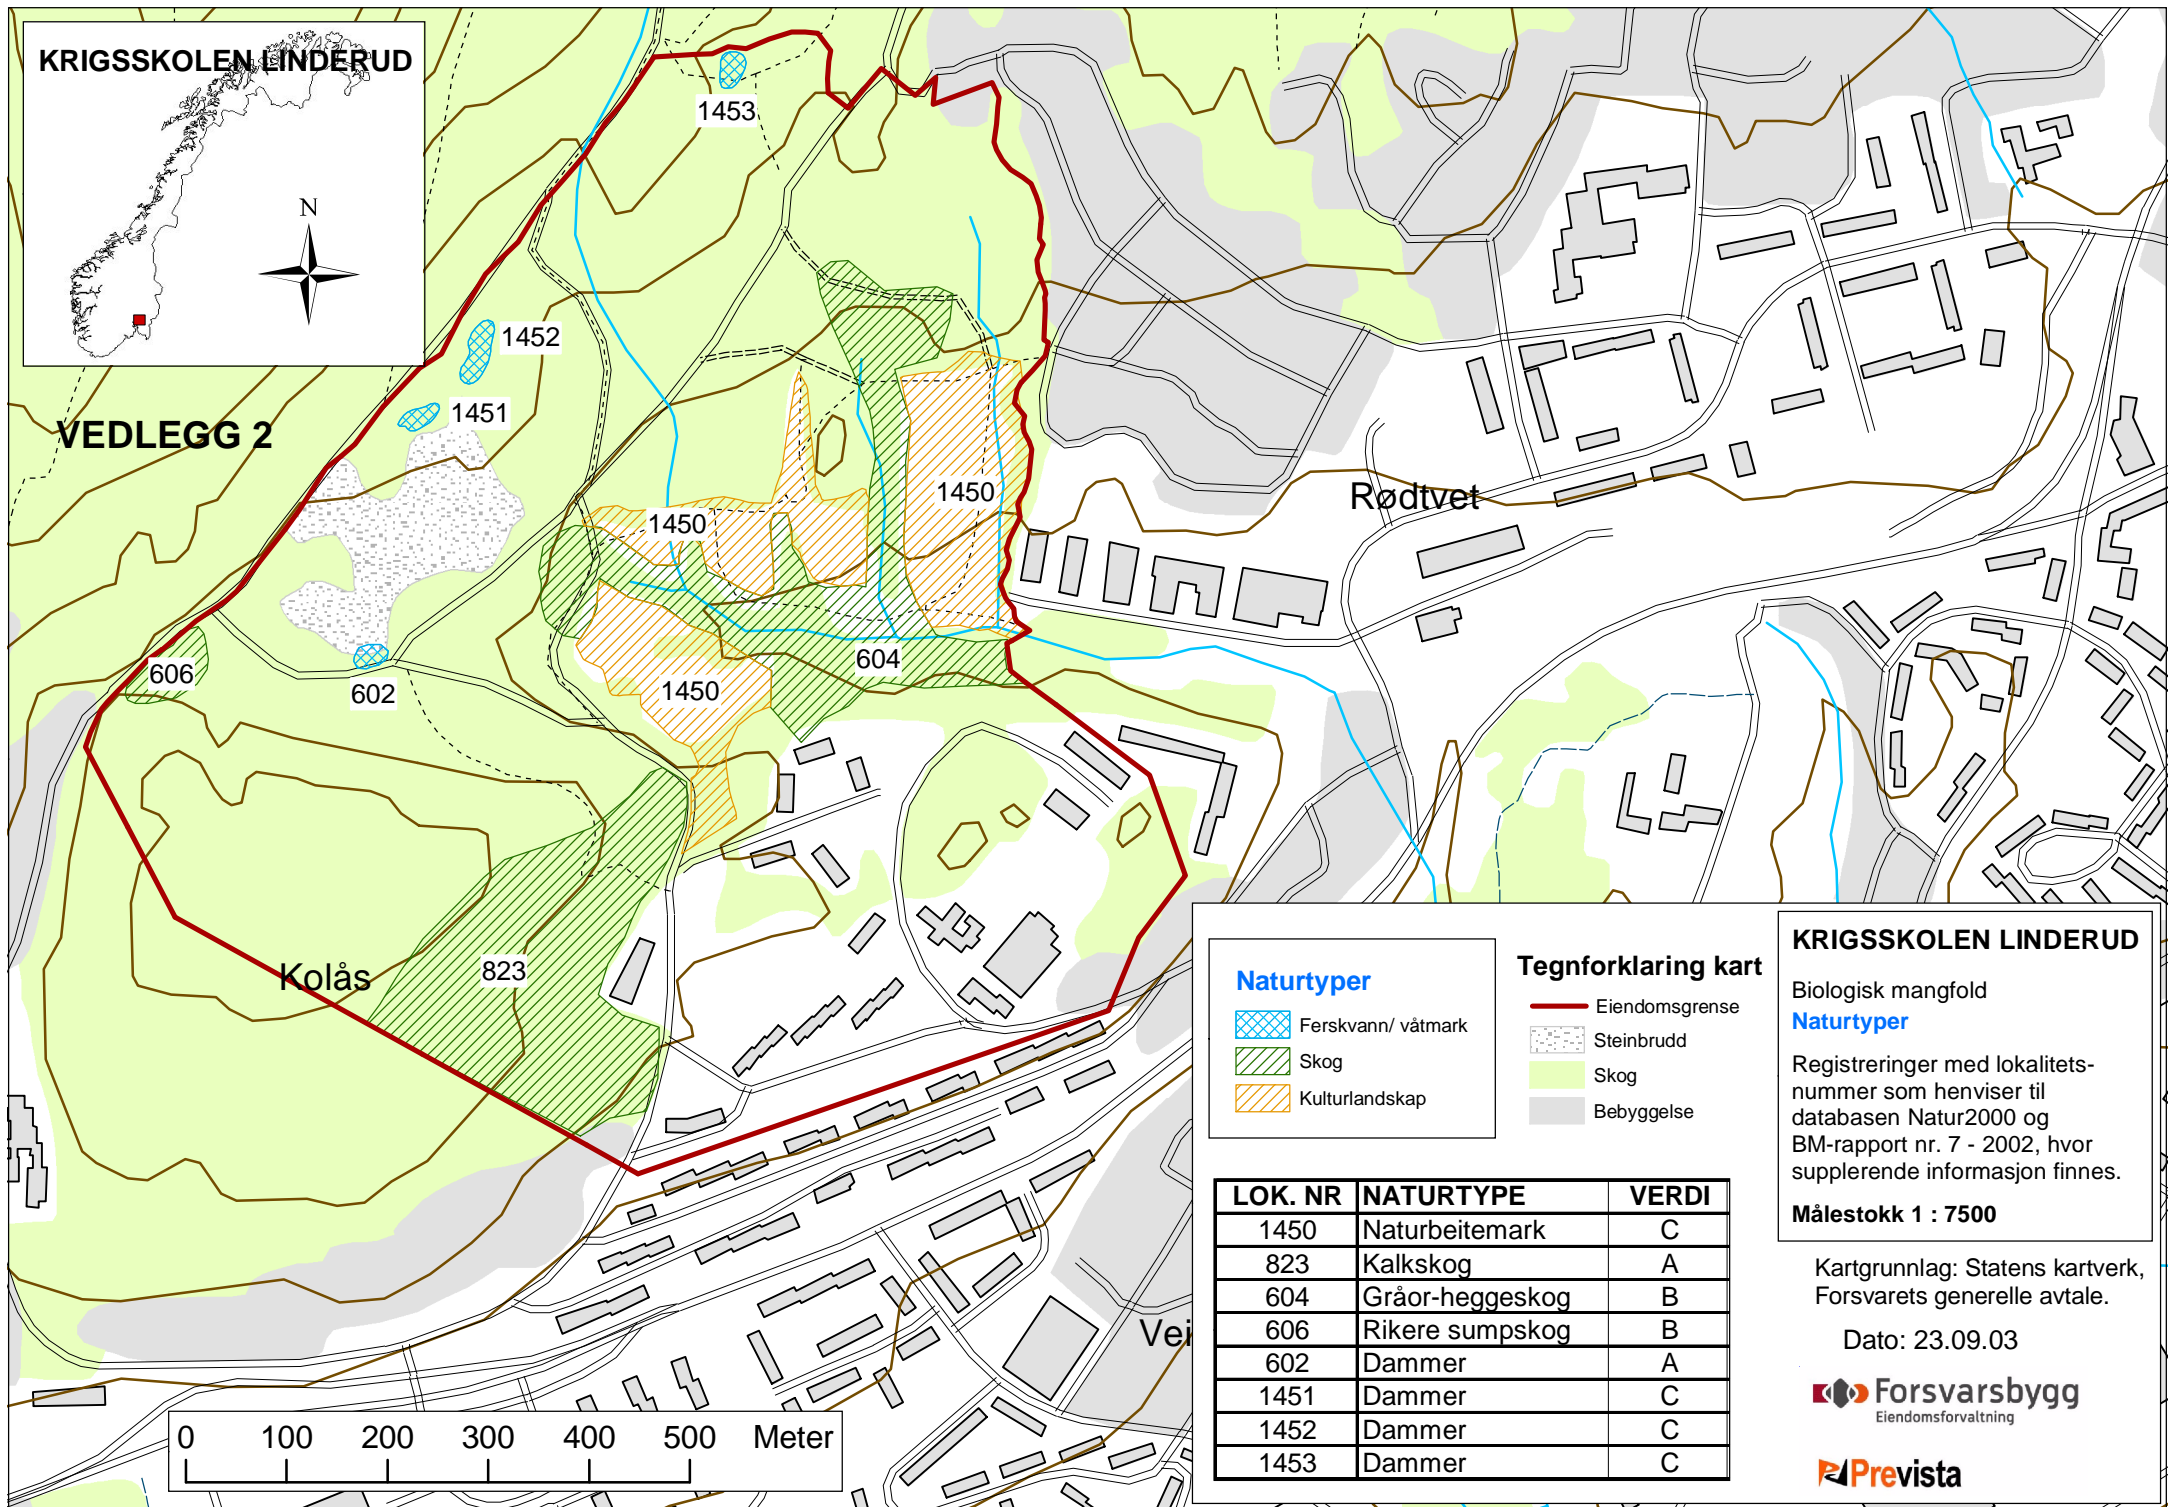 KRIGSSKOLEN LINDERUD
N
VEDLEGG 2
1453
1452
1451
1450
1450
1450
604
606
602
823
Kolås
Rødtvet
Vei
0 100 200 300 400 500 Meter
Naturtyper
Ferskvann/ våtmark
Skog
Kulturlandskap
Tegnforklaring kart
Eiendomsgrense
Steinbrudd
Skog
Bebyggelse
KRIGSSKOLEN LINDERUD
Biologisk mangfold
Naturtyper
Registreringer med lokalitets-
nummer som henviser til
databasen Natur2000 og
BM-rapport nr. 7 - 2002, hvor
supplerende informasjon finnes.
Målestokk 1 : 7500
LOK. NR NATURTYPE VERDI
1450 Naturbeitemark C
823 Kalkskog A
604 Gråor-heggeskog B
606 Rikere sumpskog B
602 Dammer A
1451 Dammer C
1452 Dammer C
1453 Dammer C
Kartgrunnlag: Statens kartverk,
Forsvarets generelle avtale.
Dato: 23.09.03
Forsvarsbygg
Eiendomsforvaltning
Prevista